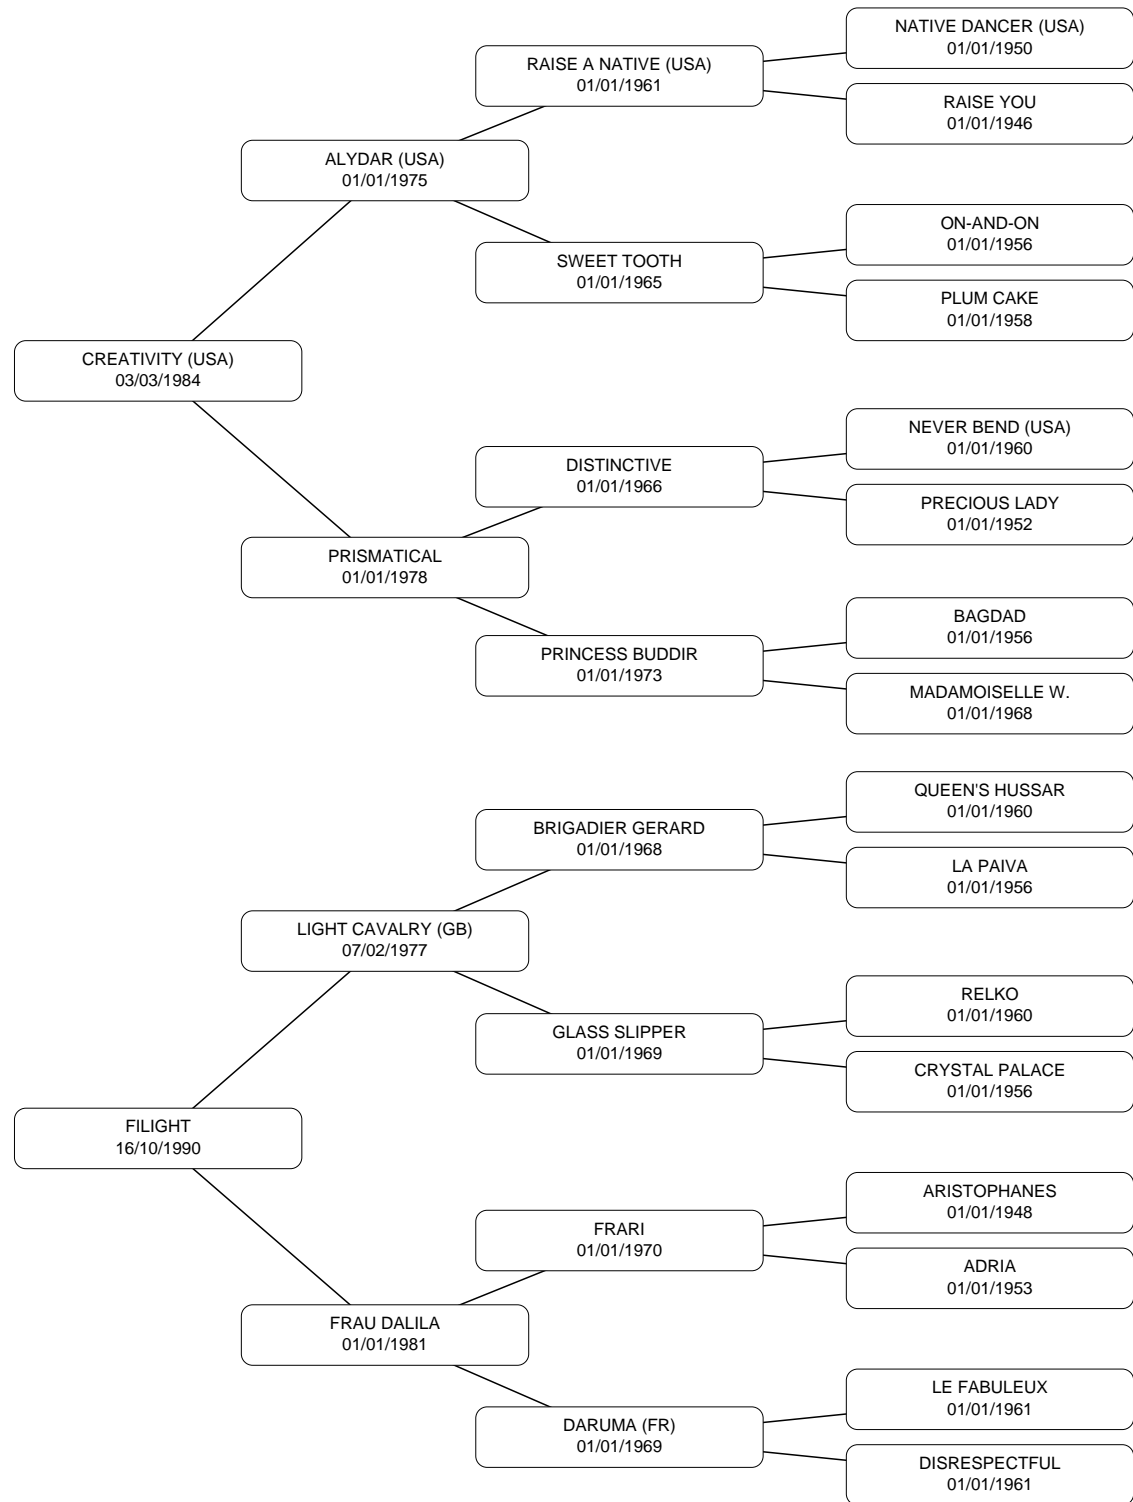 NATIVE DANCER (USA)
01/01/1950
RAISE A NATIVE (USA)
01/01/1961
RAISE YOU
01/01/1946
ALYDAR (USA)
01/01/1975
ON-AND-ON
01/01/1956
SWEET TOOTH
01/01/1965
PLUM CAKE
01/01/1958
CREATIVITY (USA)
03/03/1984
NEVER BEND (USA)
01/01/1960
DISTINCTIVE
01/01/1966
PRECIOUS LADY
01/01/1952
PRISMATICAL
01/01/1978
BAGDAD
01/01/1956
PRINCESS BUDDIR
01/01/1973
MADAMOISELLE W.
01/01/1968
QUEEN'S HUSSAR
01/01/1960
BRIGADIER GERARD
01/01/1968
LA PAIVA
01/01/1956
LIGHT CAVALRY (GB)
07/02/1977
RELKO
01/01/1960
GLASS SLIPPER
01/01/1969
CRYSTAL PALACE
01/01/1956
FILIGHT
16/10/1990
ARISTOPHANES
01/01/1948
FRARI
01/01/1970
ADRIA
01/01/1953
FRAU DALILA
01/01/1981
LE FABULEUX
01/01/1961
DARUMA (FR)
01/01/1969
DISRESPECTFUL
01/01/1961